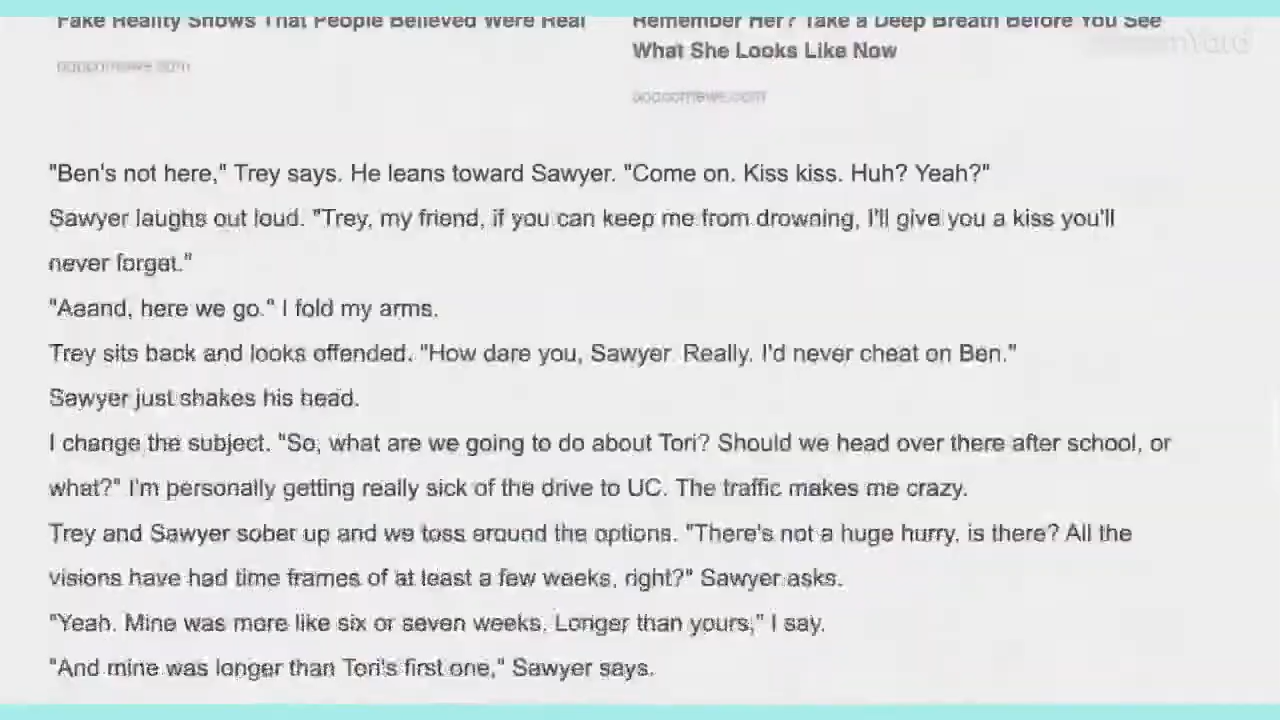 Fake Reality Shows That People Believed Were Real
Remember Her? Take a Deep Breath Before You See
What She Looks Like Now
"Ben's not here," Trey says. He leans toward Sawyer. "Come on. Kiss kiss. Huh? Yeah?"
Sawyer laughs out loud. "Trey, my friend, if you can keep me from drowning, I'll give you a kiss you'll
never forget."
"Aaand, here we go." I fold my arms.
Trey sits back and looks offended. "How dare you, Sawyer. Really. I'd never cheat on Ben."
Sawyer just shakes his head.
I change the subject. "So, what are we going to do about Tori? Should we head over there after school, or
what?" I'm personally getting really sick of the drive to UC. The traffic makes me crazy.
Trey and Sawyer sober up and we toss around the options. "There's not a huge hurry, is there? All the
visions have had time frames of at least a few weeks, right?" Sawyer asks.
"Yeah. Mine was more like six or seven weeks. Longer than yours," I say.
"And mine was longer than Tori's first one," Sawyer says.